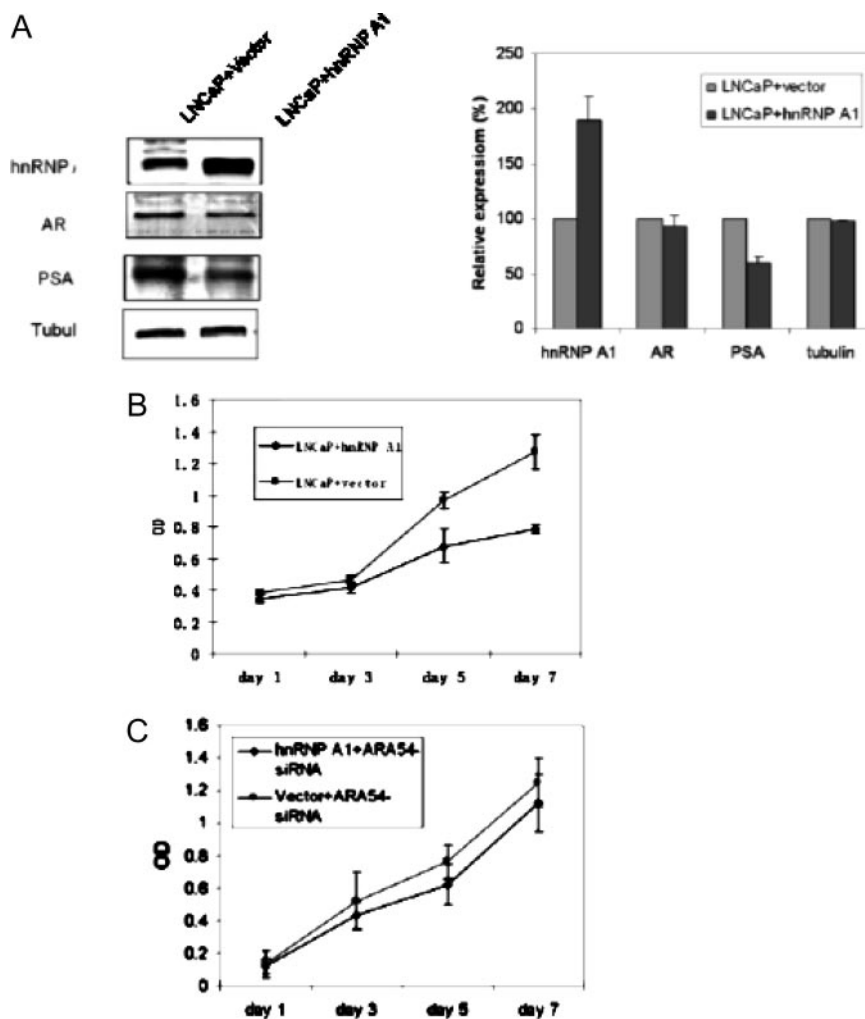 A
LNCaP+vector
LNCaP+hnRNP A1
hnRNP
AR
PSA
Tubul
Relative expressiom (%)
250
200
150
100
50
0
LNCaP+vector
LNCaP+hnRNP A1
hnRNP A1 AR PSA tubulin
B
OD
1.6
1.4
1.2
1
0.8
0.6
0.4
0.2
0
LNCaP+hnRNP A1
LNCaP+vector
day 1 day 3 day 5 day 7
C
OD
1.6
1.4
1.2
1
0.8
0.6
0.4
0.2
0
hnRNP A1+ARA54-
siRNA
Vector+ARA54-
siRNA
day 1 day 3 day 5 day 7